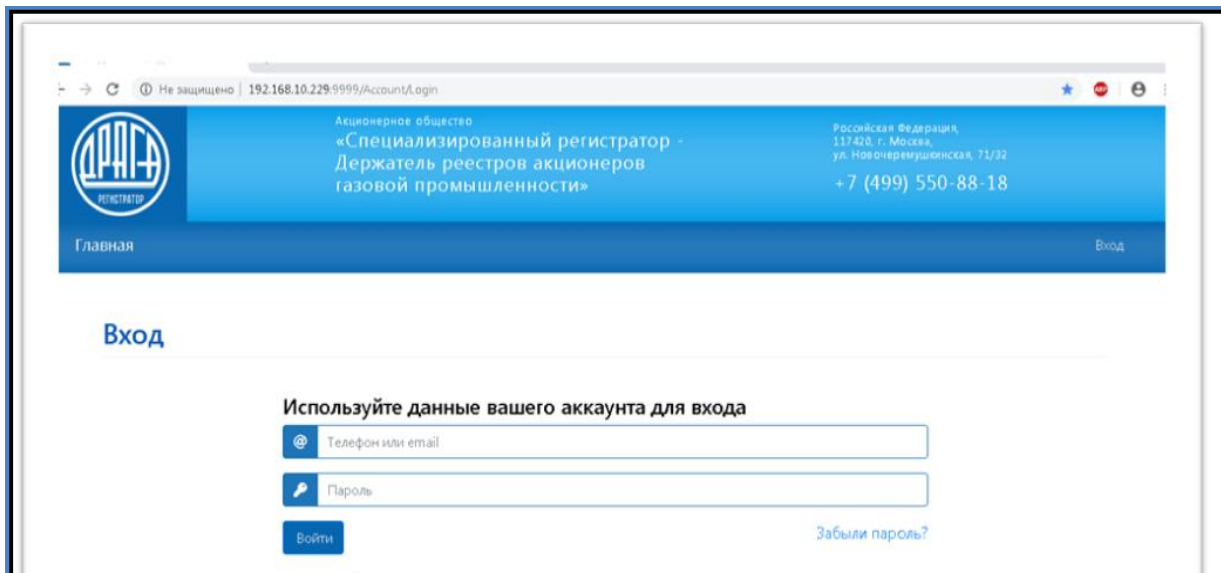 Не защищено | 192.168.10.229:9999/Account/Login
ABP
ДРАГА
РЕГИСТРАТОР
Акционерное общество
«Специализированный регистратор -
Держатель реестров акционеров
газовой промышленности»
Российская Федерация,
117420, г. Москва,
ул. Новочеремушкинская, 71/32
+7 (499) 550-88-18
Главная
Вход
Вход
Используйте данные вашего аккаунта для входа
@ Телефон или email
Пароль
Войти
Забыли пароль?